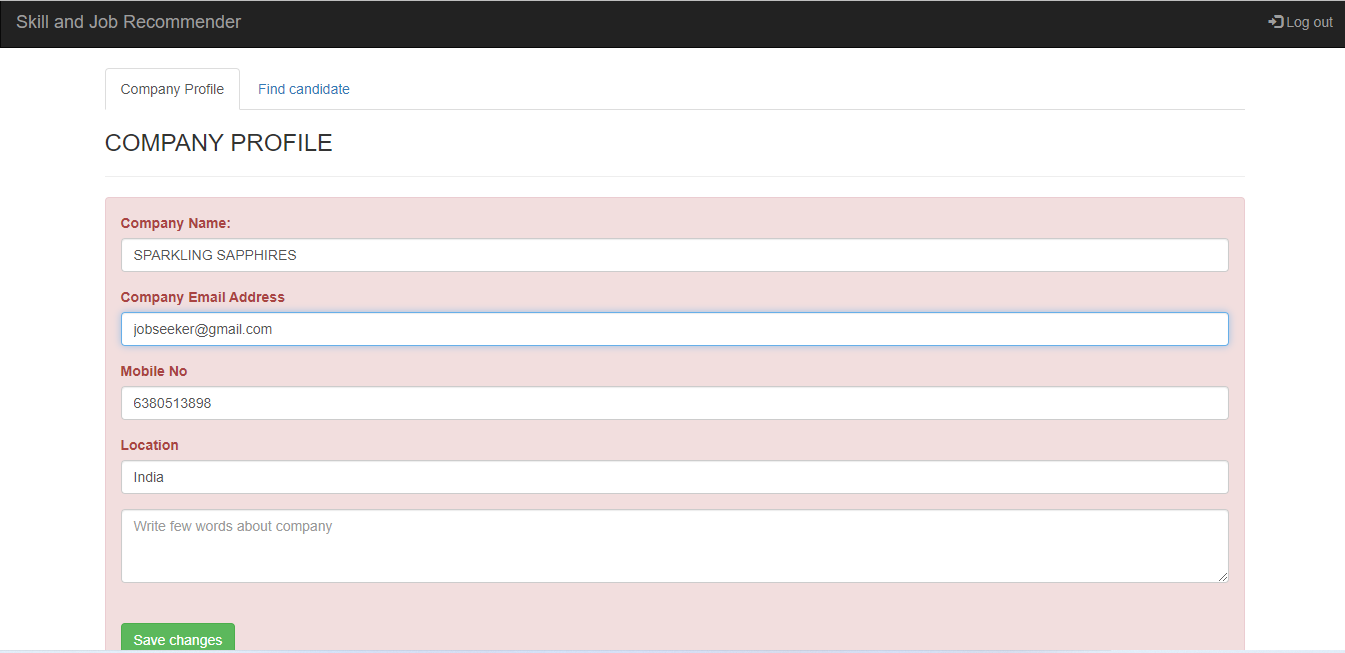 Skill and Job Recommender
Log out
Company Profile
Find candidate
COMPANY PROFILE
Company Name:
SPARKLING SAPPHIRES
Company Email Address
jobseeker@gmail.com
Mobile No
6380513898
Location
India
Write few words about company
Save changes